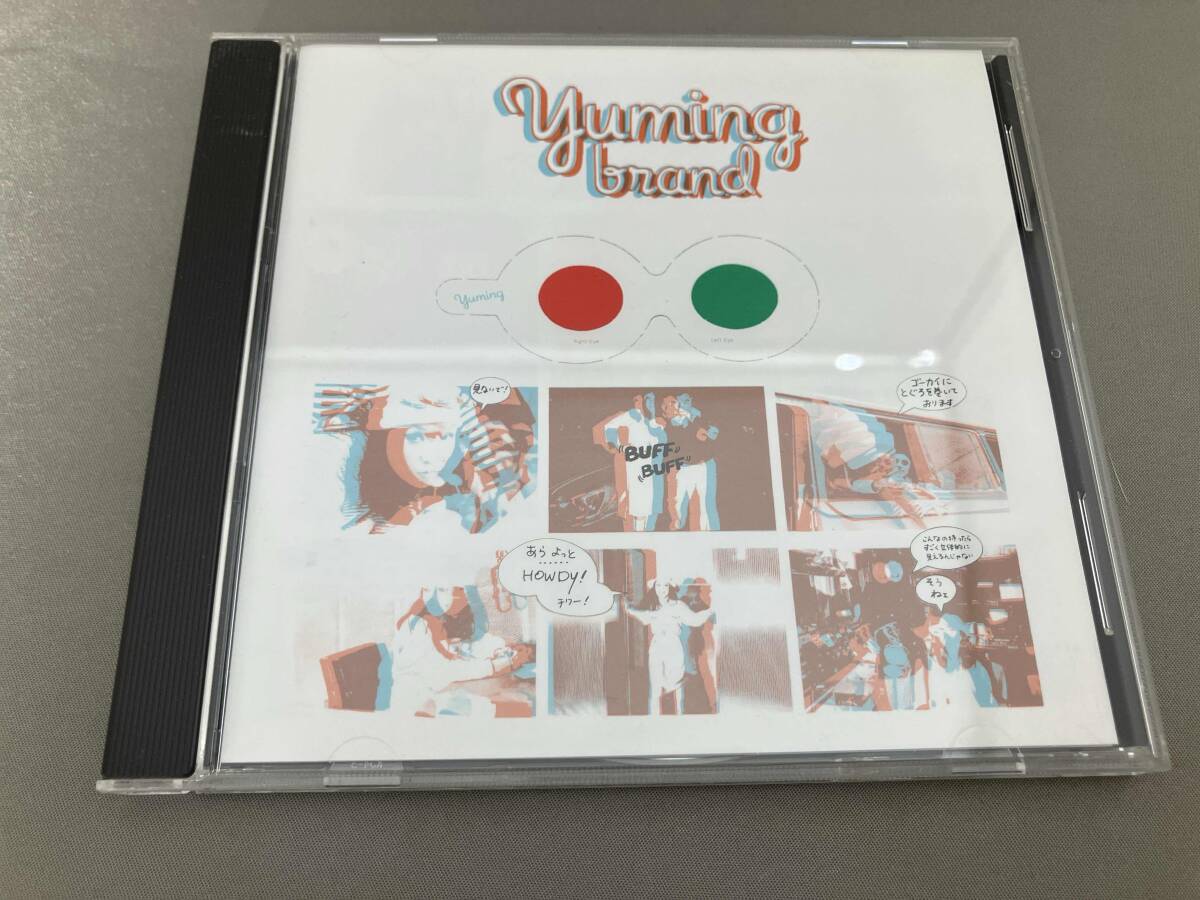 Yuming
brand
yuming
Right Eye
Left Eye
見ないで!
"BUFF"
"BUFF"
ゴーカイに
とぐろを巻いて
おります
あら よっと
......
HOWDY!
チワー!
こんなの持ったら
すごく立体的に
見えるんじゃない
そう
ねェ